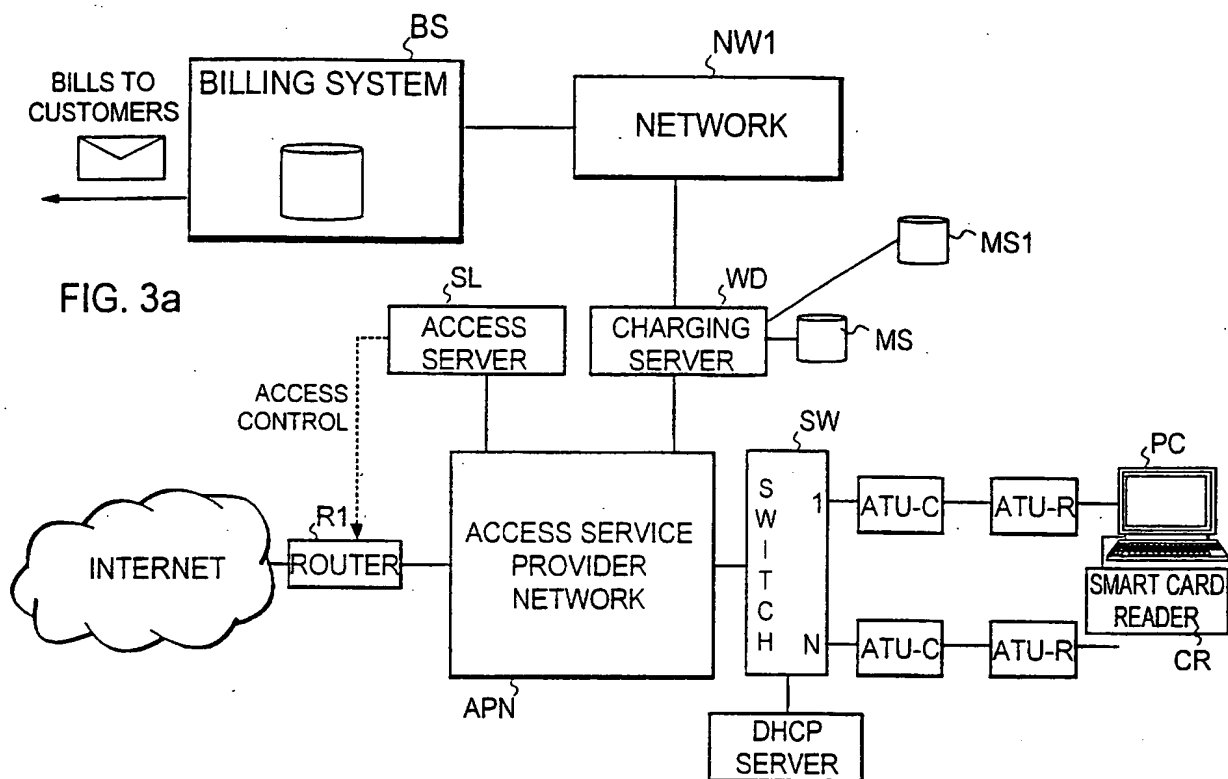 BS
NW1
BILLS TO
CUSTOMERS
BILLING SYSTEM
NETWORK
MS1
FIG. 3a
SL
WD
ACCESS
SERVER
CHARGING
SERVER
MS
ACCESS
CONTROL
SW
PC
R1
INTERNET
ROUTER
ACCESS SERVICE
PROVIDER
NETWORK
SWITCH
1
N
ATU-C
ATU-R
SMART CARD
READER
ATU-C
ATU-R
CR
APN
DHCP
SERVER